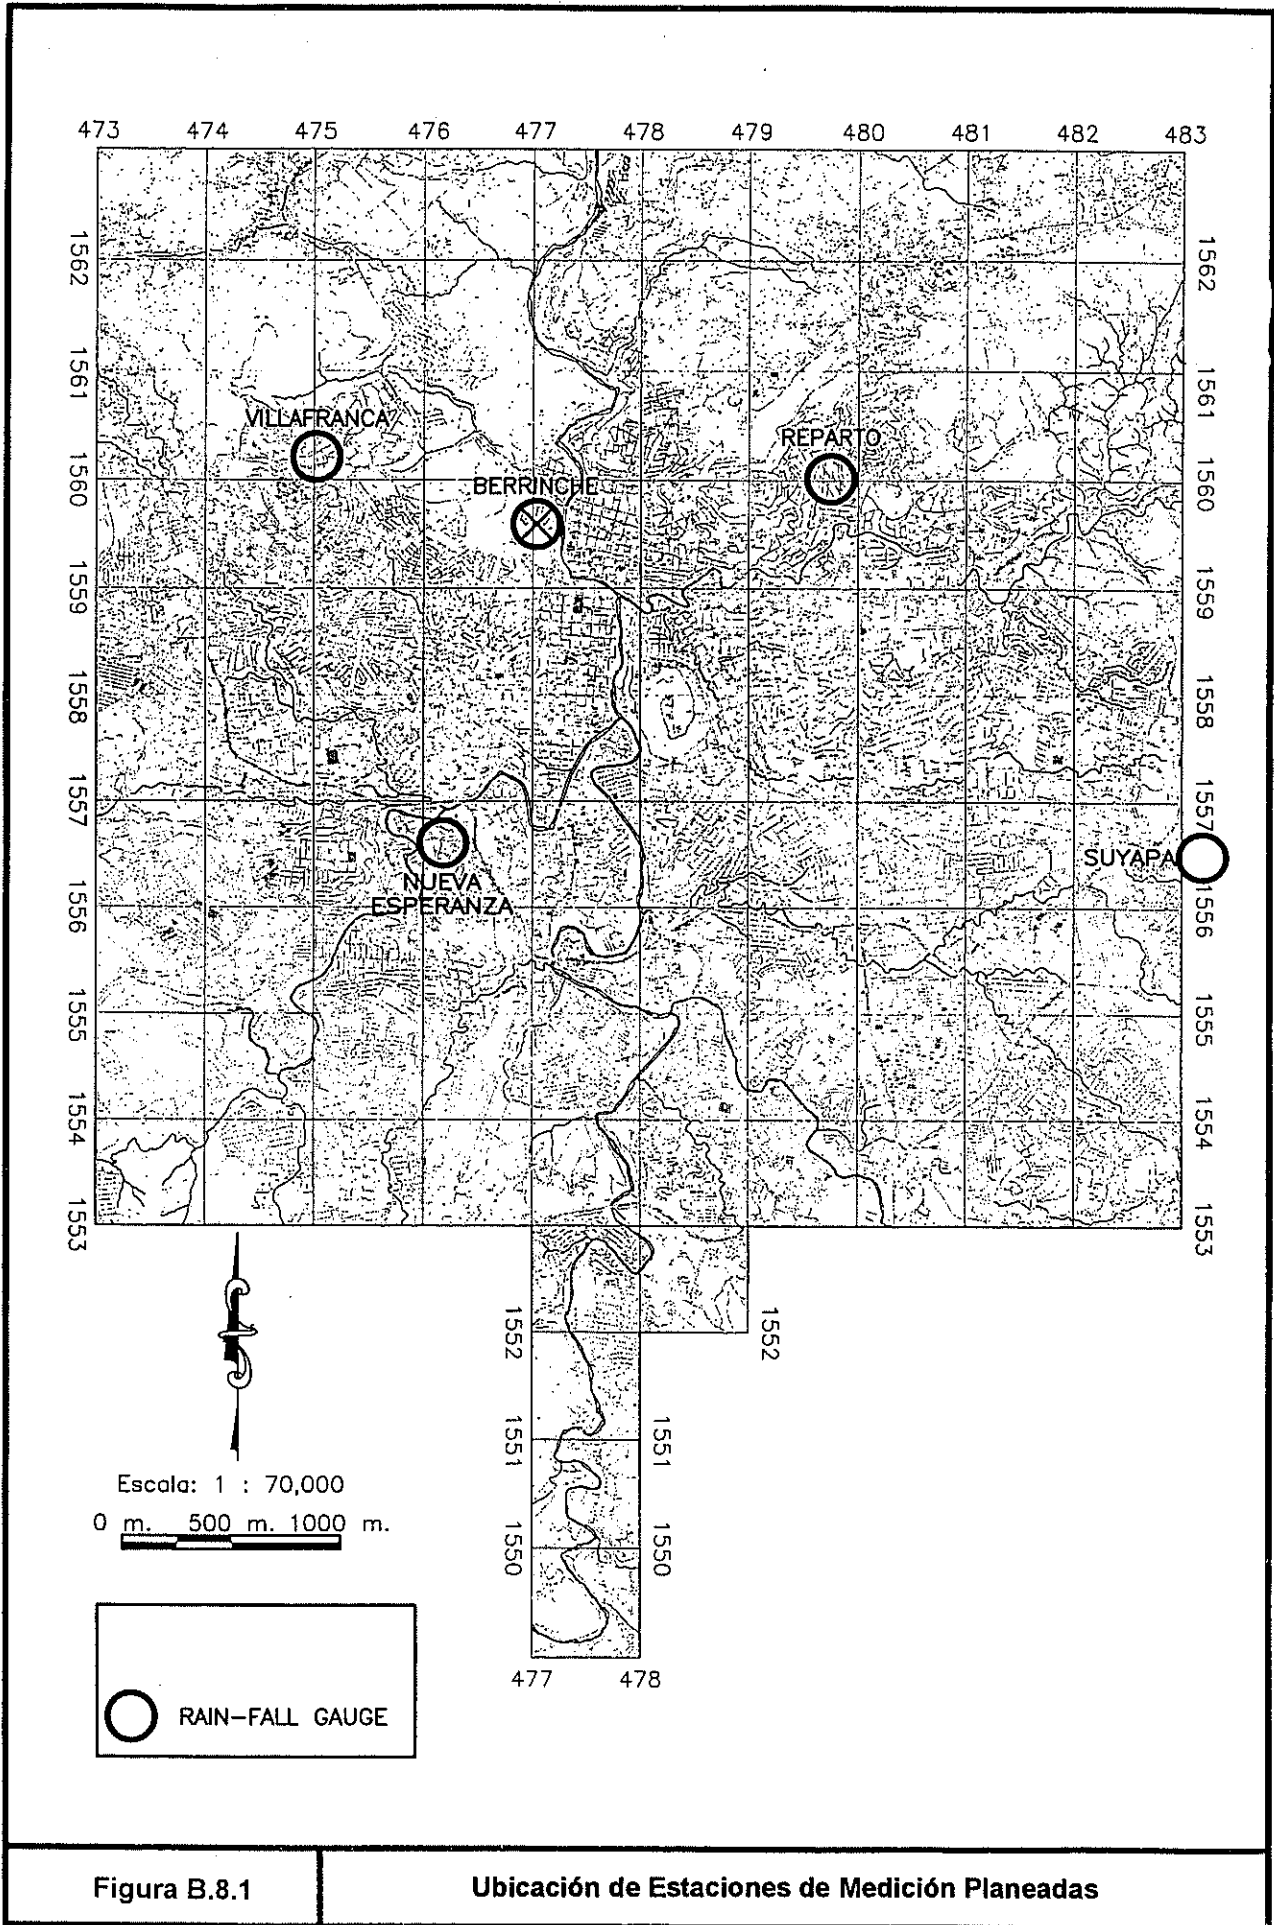 473 474 475 476 477 478 479 480 481 482 483
1562 1562
1561 1561
VILLAFRANCA
REPARTO
1560 1560
BERRINCHE
1559 1559
1558 1558
1557 1557
SUYAPA
NUEVA
ESPERANZA
1556 1556
1555 1555
1554 1554
1553 1553
1552 1552
1551 1551
Escala: 1 : 70,000
0 m. 500 m. 1000 m.
1550 1550
477 478
RAIN-FALL GAUGE
Figura B.8.1
Ubicación de Estaciones de Medición Planeadas